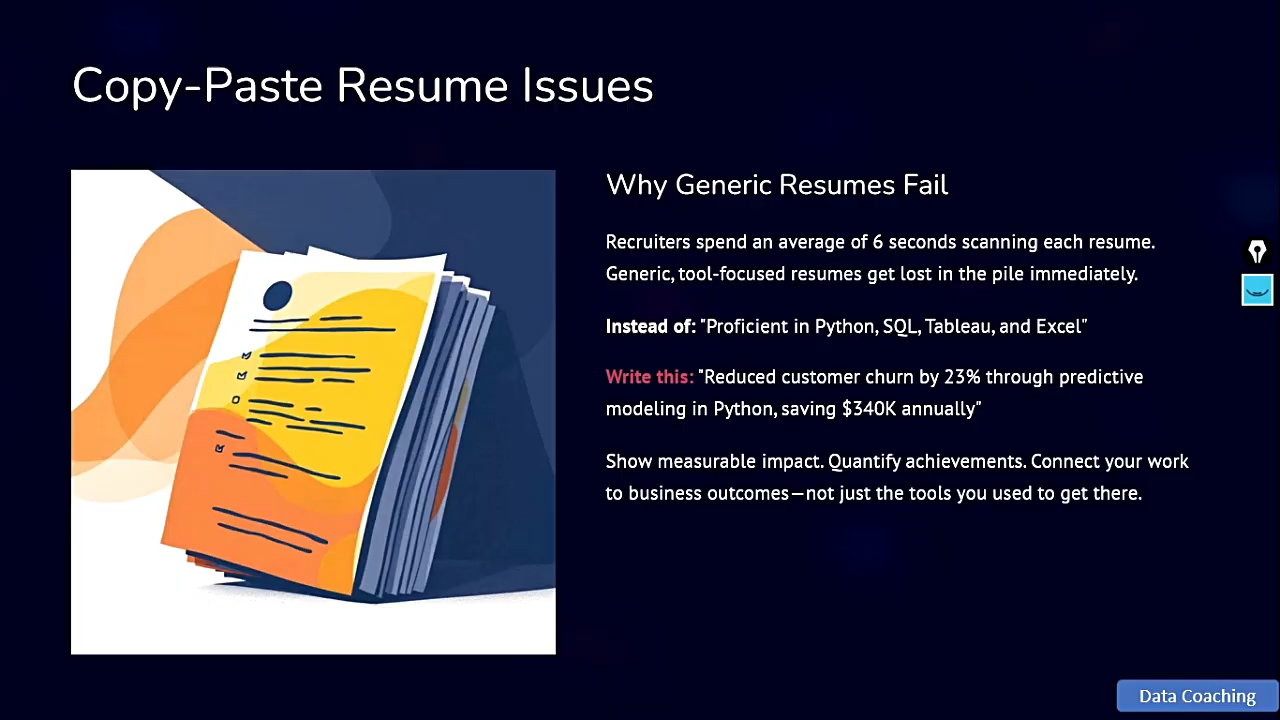 Copy-Paste Resume Issues
Why Generic Resumes Fail
Recruiters spend an average of 6 seconds scanning each resume.
Generic, tool-focused resumes get lost in the pile immediately.
Instead of: "Proficient in Python, SQL, Tableau, and Excel"
Write this: "Reduced customer churn by 23% through predictive
modeling in Python, saving $340K annually"
Show measurable impact. Quantify achievements. Connect your work
to business outcomes—not just the tools you used to get there.
Data Coaching